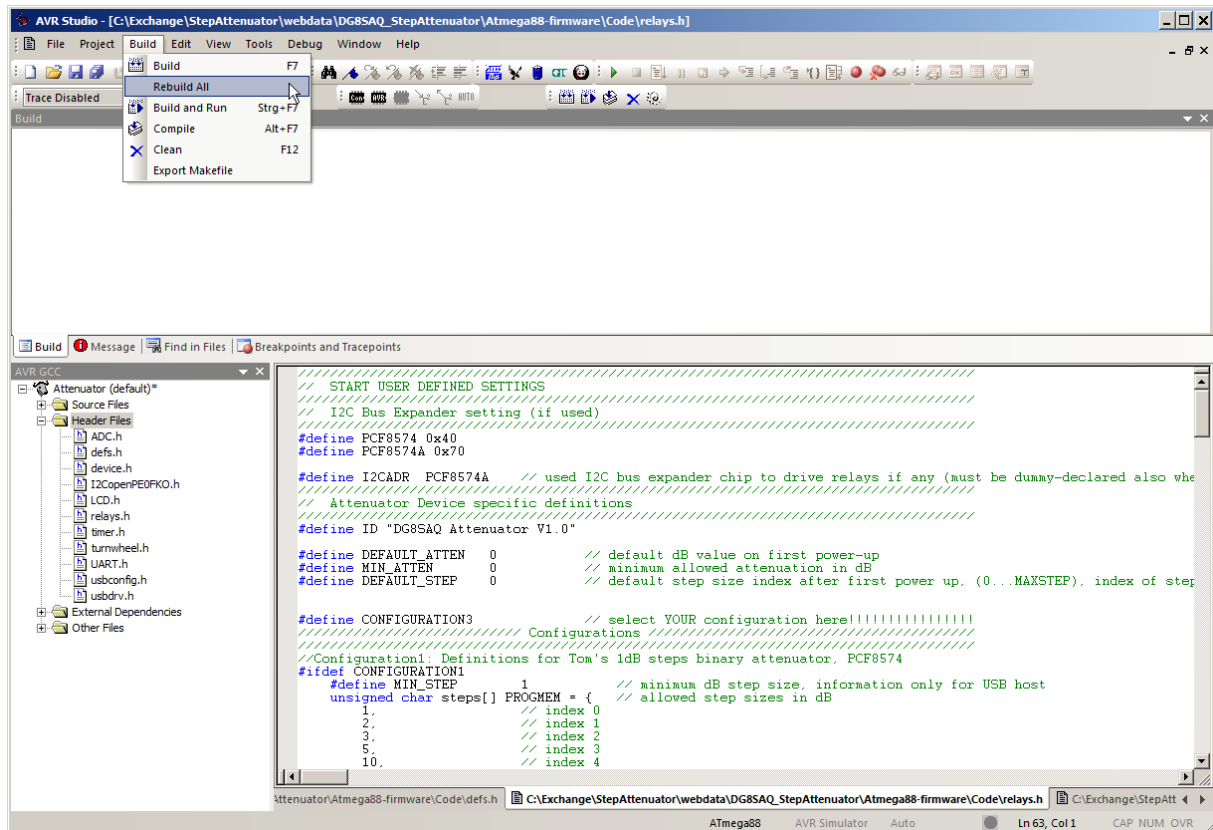 AVR Studio - [C:\Exchange\StepAttenuator\webdata\DG8SAQ_StepAttenuator\Atmega88-firmware\Code\relays.h]
File Project Build Edit View Tools Debug Window Help
Build F7
Rebuild All
Build and Run Strg+F7
Compile Alt+F7
Clean F12
Export Makefile
Trace Disabled
Con AVR AUTO
Build
Build Message Find in Files Breakpoints and Tracepoints
AVR GCC
Attenuator (default)*
Source Files
Header Files
ADC.h
defs.h
device.h
I2CopenPE0FKO.h
LCD.h
relays.h
timer.h
turnwheel.h
UART.h
usbconfig.h
usbdrv.h
External Dependencies
Other Files
///////////////////////////////////////////////////////////////////////////////////
// START USER DEFINED SETTINGS
///////////////////////////////////////////////////////////////////////////////////
// I2C Bus Expander setting (if used)
///////////////////////////////////////////////////////////////////////////////////
#define PCF8574 0x40
#define PCF8574A 0x70
#define I2CADR PCF8574A // used I2C bus expander chip to drive relays if any (must be dummy-declared also whe
///////////////////////////////////////////////////////////////////////////////////
// Attenuator Device specific definitions
///////////////////////////////////////////////////////////////////////////////////
#define ID "DG8SAQ Attenuator V1.0"
#define DEFAULT_ATTEN 0 // default dB value on first power-up
#define MIN_ATTEN 0 // minimum allowed attenuation in dB
#define DEFAULT_STEP 0 // default step size index after first power up, (0...MAXSTEP), index of step
#define CONFIGURATION3 // select YOUR configuration here!!!!!!!!!!!!!!!!
/////////////////////////// Configurations ////////////////////////////////////////
///////////////////////////////////////////////////////////////////////////////////
//Configuration1: Definitions for Tom's 1dB steps binary attenuator, PCF8574
#ifdef CONFIGURATION1
#define MIN_STEP 1 // minimum dB step size, information only for USB host
unsigned char steps[] PROGMEM = { // allowed step sizes in dB
1, // index 0
2, // index 1
3, // index 2
5, // index 3
10, // index 4
Attenuator\Atmega88-firmware\Code\defs.h C:\Exchange\StepAttenuator\webdata\DG8SAQ_StepAttenuator\Atmega88-firmware\Code\relays.h C:\Exchange\StepAtt
ATmega88 AVR Simulator Auto Ln 63, Col 1 CAP NUM OVR